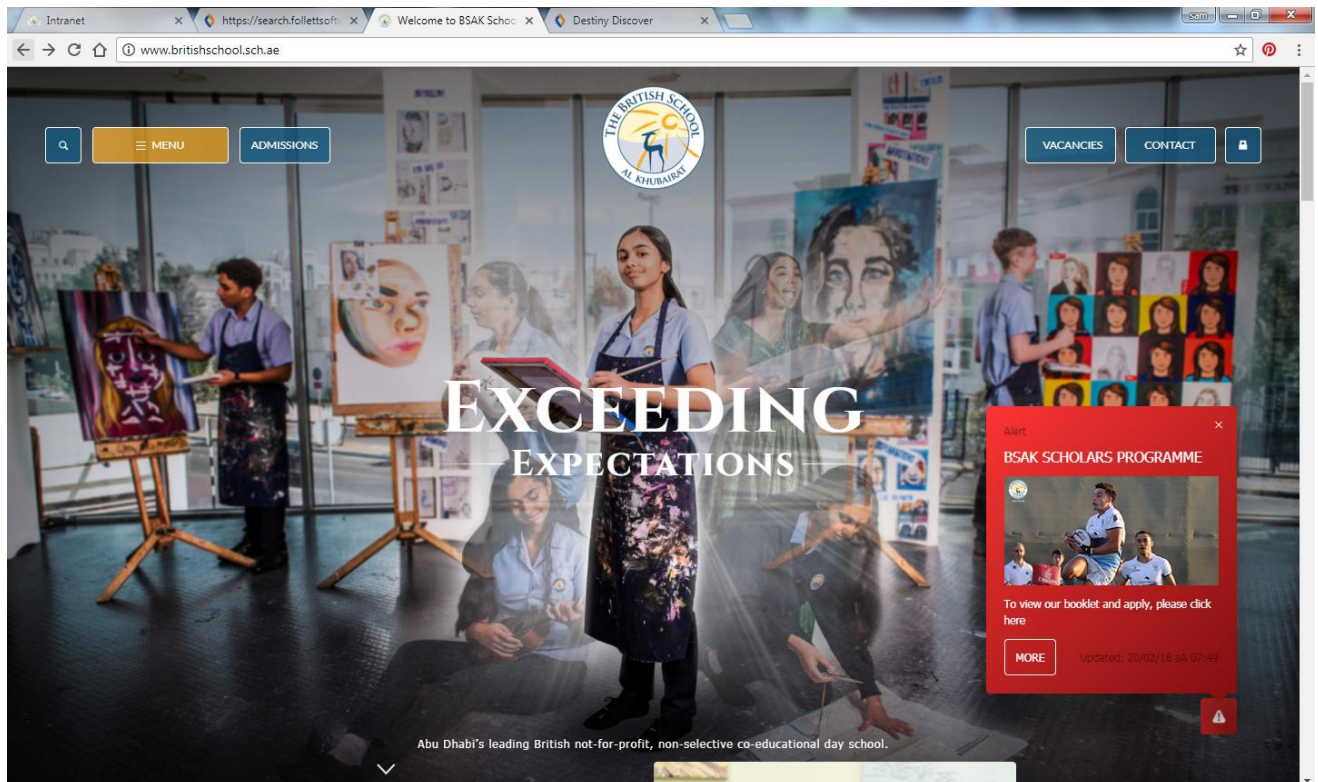 Intranet
https://search.follettsoft
Welcome to BSAK Schoo
Destiny Discover
sam
www.britishschool.sch.ae
MENU
ADMISSIONS
THE BRITISH SCHOOL
AL KHUBAIRAT
VACANCIES
CONTACT
EXCEEDING
EXPECTATIONS
Alert
BSAK SCHOLARS PROGRAMME
To view our booklet and apply, please click
here
MORE
Updated: 20/02/18 aA 07:49
Abu Dhabi's leading British not-for-profit, non-selective co-educational day school.